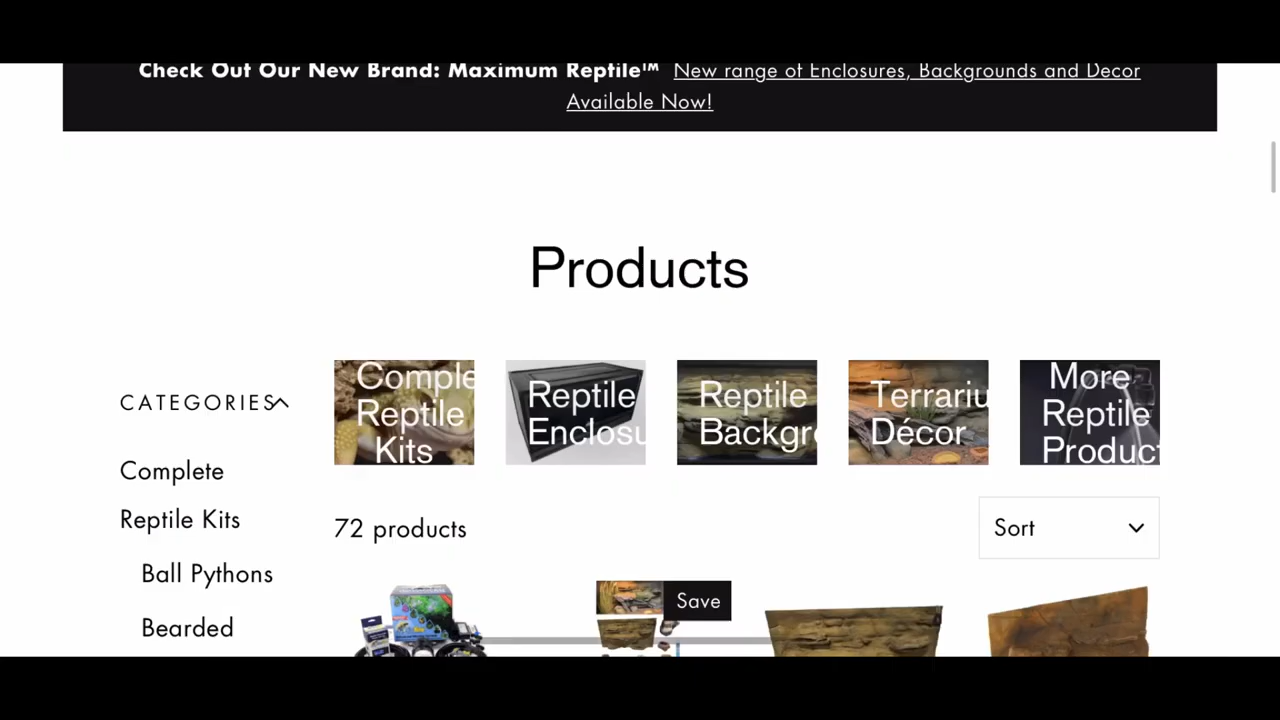 Check Out Our New Brand: Maximum Reptile™ New range of Enclosures, Backgrounds and Decor
Available Now!
Products
CATEGORIES
Complete
Reptile Kits
Ball Pythons
Bearded
Comple
Reptile
Kits
Reptile
Enclosu
Reptile
Backgr
Terrariu
Décor
More
Reptile
Product
72 products
Sort
Save